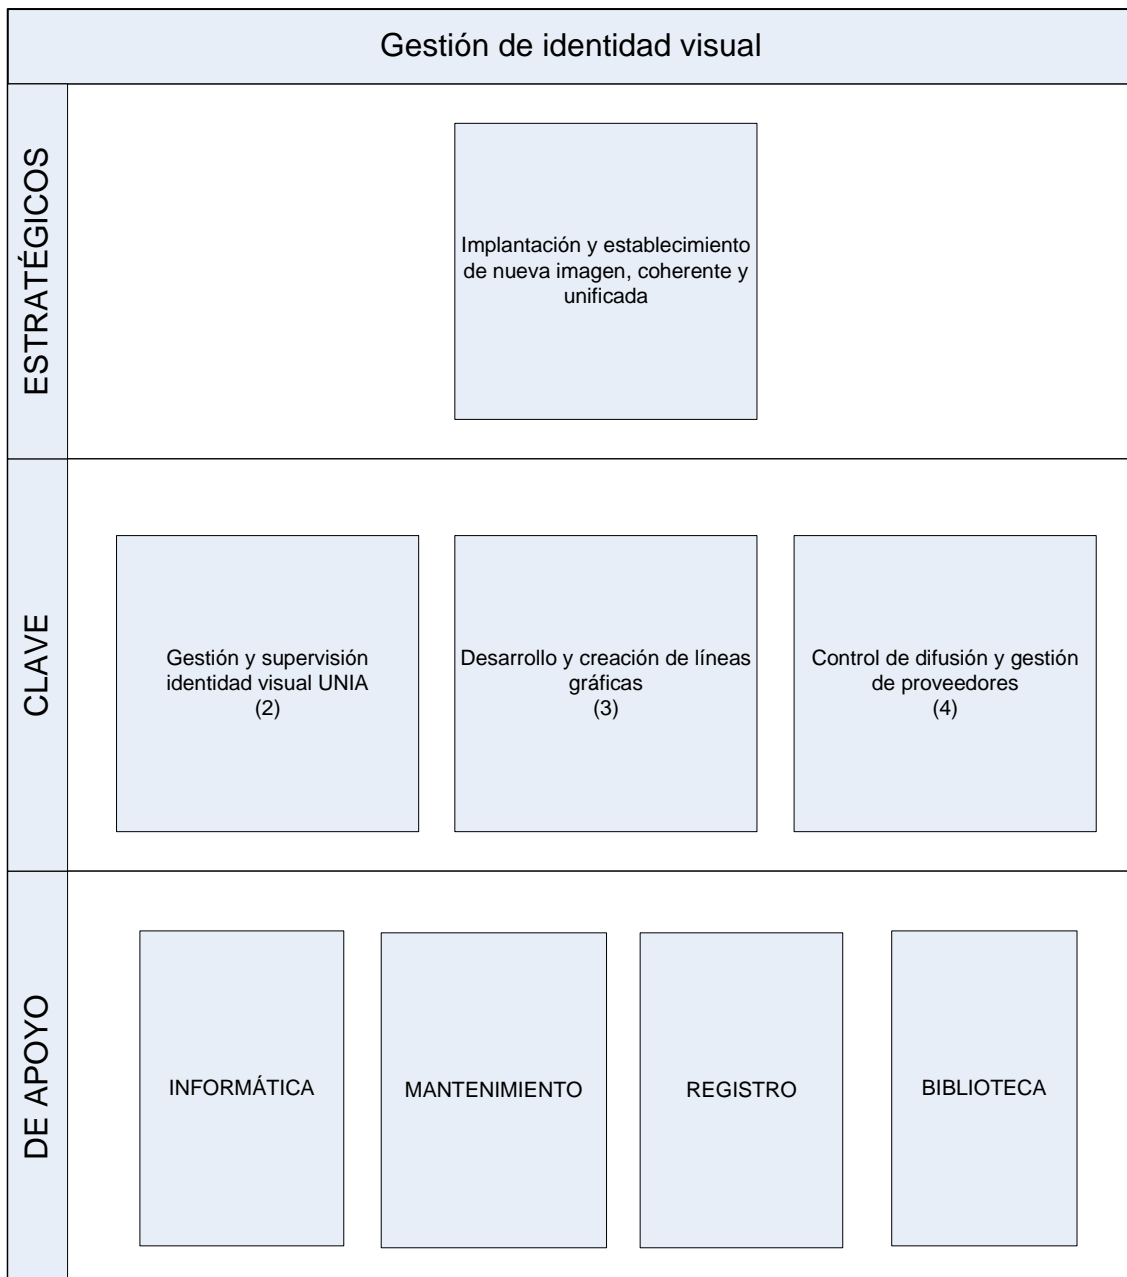 Gestión de identidad visual
ESTRATÉGICOS
Implantación y establecimiento
de nueva imagen, coherente y
unificada
CLAVE
Gestión y supervisión
identidad visual UNIA
(2)
Desarrollo y creación de líneas
gráficas
(3)
Control de difusión y gestión
de proveedores
(4)
DE APOYO
INFORMÁTICA
MANTENIMIENTO
REGISTRO
BIBLIOTECA